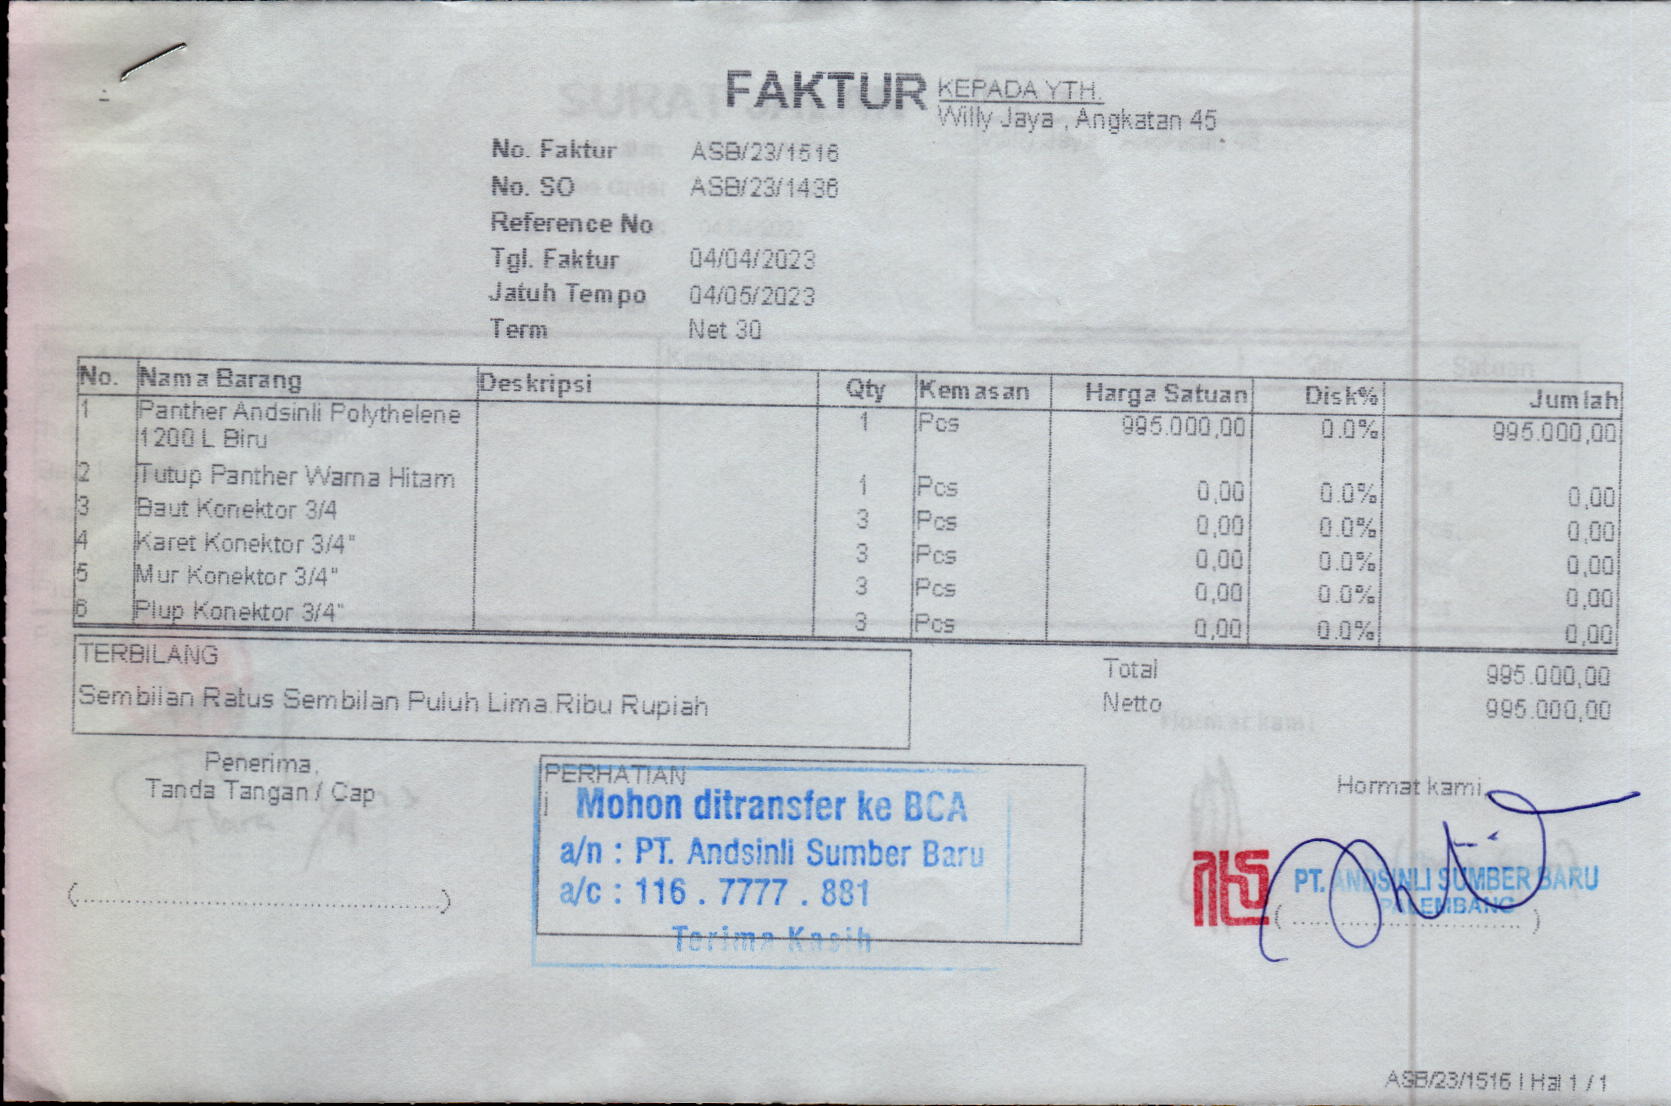 FAKTUR
KEPADA YTH.
Willy Jaya , Angkatan 45
No. Faktur ASB/23/1516
No. SO ASB/23/1436
Reference No
Tgl. Faktur 04/04/2023
Jatuh Tempo 04/05/2023
Term Net 30
No. Nama Barang Deskripsi Qty Kemasan Harga Satuan Disk% Jumlah
1 Panther Andsinli Polythelene 1 Pcs 995.000,00 0.0% 995.000,00
1200 L Biru
2 Tutup Panther Warna Hitam 1 Pcs 0,00 0.0% 0,00
3 Baut Konektor 3/4 3 Pcs 0,00 0.0% 0,00
4 Karet Konektor 3/4" 3 Pcs 0,00 0.0% 0,00
5 Mur Konektor 3/4" 3 Pcs 0,00 0.0% 0,00
6 Plup Konektor 3/4" 3 Pcs 0,00 0.0% 0,00
TERBILANG
Sembilan Ratus Sembilan Puluh Lima Ribu Rupiah
Total 995.000,00
Netto 995.000,00
Penerima,
Tanda Tangan / Cap
PERHATIAN
Mohon ditransfer ke BCA
a/n : PT. Andsinli Sumber Baru
a/c : 116 . 7777 . 881
Terima Kasih
Hormat kami,
PT. ANDSINLI SUMBER BARU
PALEMBANG
ASB/23/1516 | Hal 1 / 1